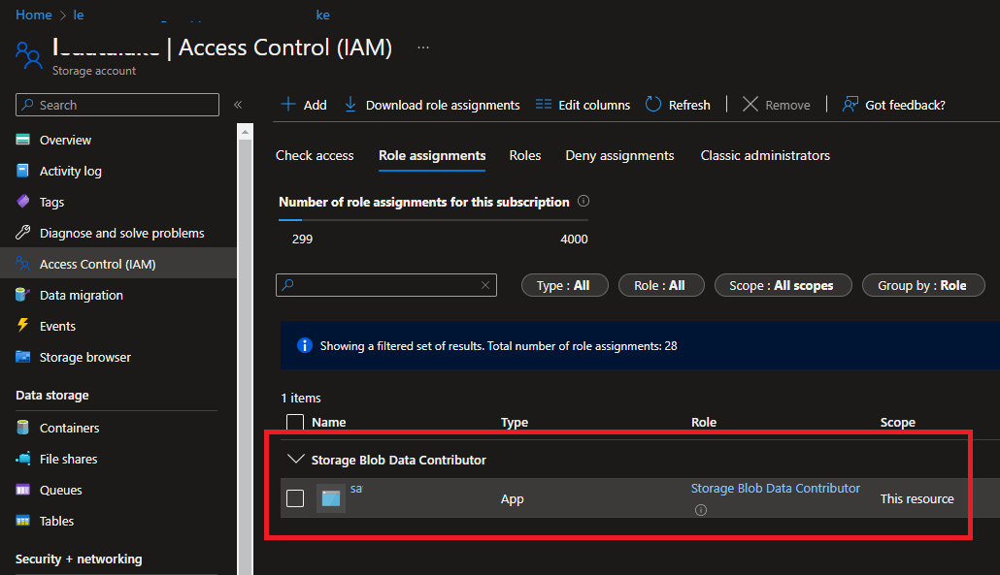 Home > le ke
| Access Control (IAM) ...
Storage account
Search
«
Add
Download role assignments
Edit columns
Refresh
Remove
Got feedback?
Overview
Activity log
Tags
Diagnose and solve problems
Access Control (IAM)
Data migration
Events
Storage browser
Data storage
Containers
File shares
Queues
Tables
Security + networking
Check access
Role assignments
Roles
Deny assignments
Classic administrators
Number of role assignments for this subscription
299 4000
Type : All
Role : All
Scope : All scopes
Group by : Role
Showing a filtered set of results. Total number of role assignments: 28
1 items
Name Type Role Scope
Storage Blob Data Contributor
sa App Storage Blob Data Contributor This resource